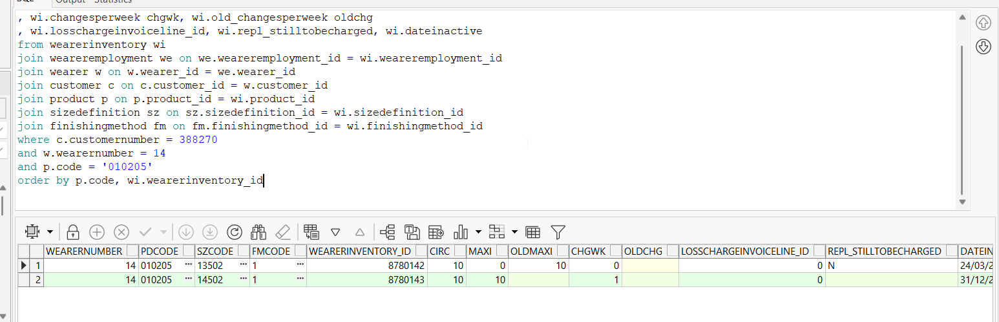 SQL Output Statistics
, wi.changesperweek chgwk, wi.old_changesperweek oldchg
, wi.losschargeinvoiceline_id, wi.repl_stilltobecharged, wi.dateinactive
from wearerinventory wi
join weareremployment we on we.weareremployment_id = wi.weareremployment_id
join wearer w on w.wearer_id = we.wearer_id
join customer c on c.customer_id = w.customer_id
join product p on p.product_id = wi.product_id
join sizedefinition sz on sz.sizedefinition_id = wi.sizedefinition_id
join finishingmethod fm on fm.finishingmethod_id = wi.finishingmethod_id
where c.customernumber = 388270
and w.wearernumber = 14
and p.code = '010205'
order by p.code, wi.wearerinventory_id
WEARERNUMBER PDCODE SZCODE FMCODE WEARERINVENTORY_ID CIRC MAXI OLDMAXI CHGWK OLDCHG LOSSCHARGEINVOICELINE_ID REPL_STILLTOBECHARGED DATEIN
1 14 010205 ... 13502 ... 1 ... 8780142 10 0 10 0 0 N 24/03/2
2 14 010205 ... 14502 ... 1 ... 8780143 10 10 1 0 31/12/2